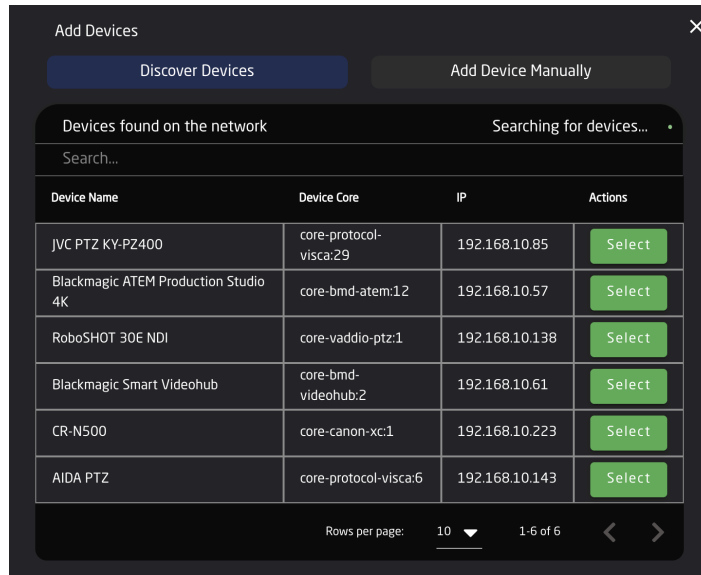 Add Devices
Discover Devices
Add Device Manually
Devices found on the network
Searching for devices...
Search...
Device Name
Device Core
IP
Actions
JVC PTZ KY-PZ400
core-protocol-
visca:29
192.168.10.85
Select
Blackmagic ATEM Production Studio
4K
core-bmd-atem:12
192.168.10.57
Select
RoboSHOT 30E NDI
core-vaddio-ptz:1
192.168.10.138
Select
Blackmagic Smart Videohub
core-bmd-
videohub:2
192.168.10.61
Select
CR-N500
core-canon-xc:1
192.168.10.223
Select
AIDA PTZ
core-protocol-visca:6
192.168.10.143
Select
Rows per page:
10
1-6 of 6